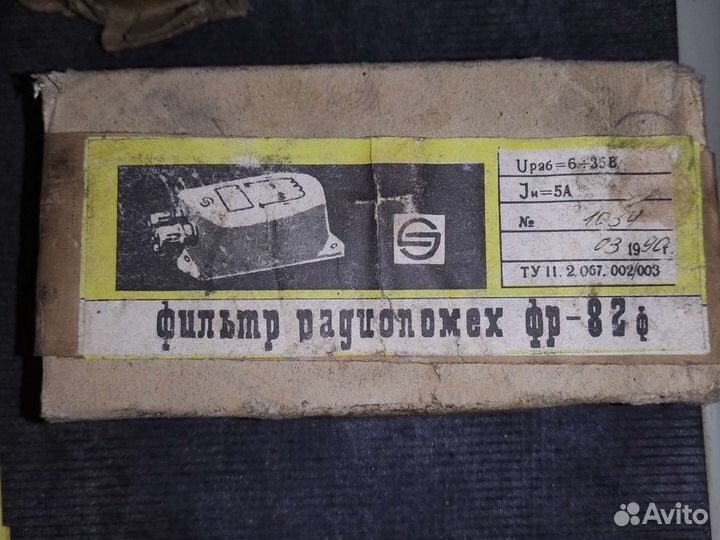 Uраб=6÷36В
Jн=5А
№ 1034
03 1990г.
ТУ 11.2.067.002/003
фильтр радиопомех фр-82ф
Avito